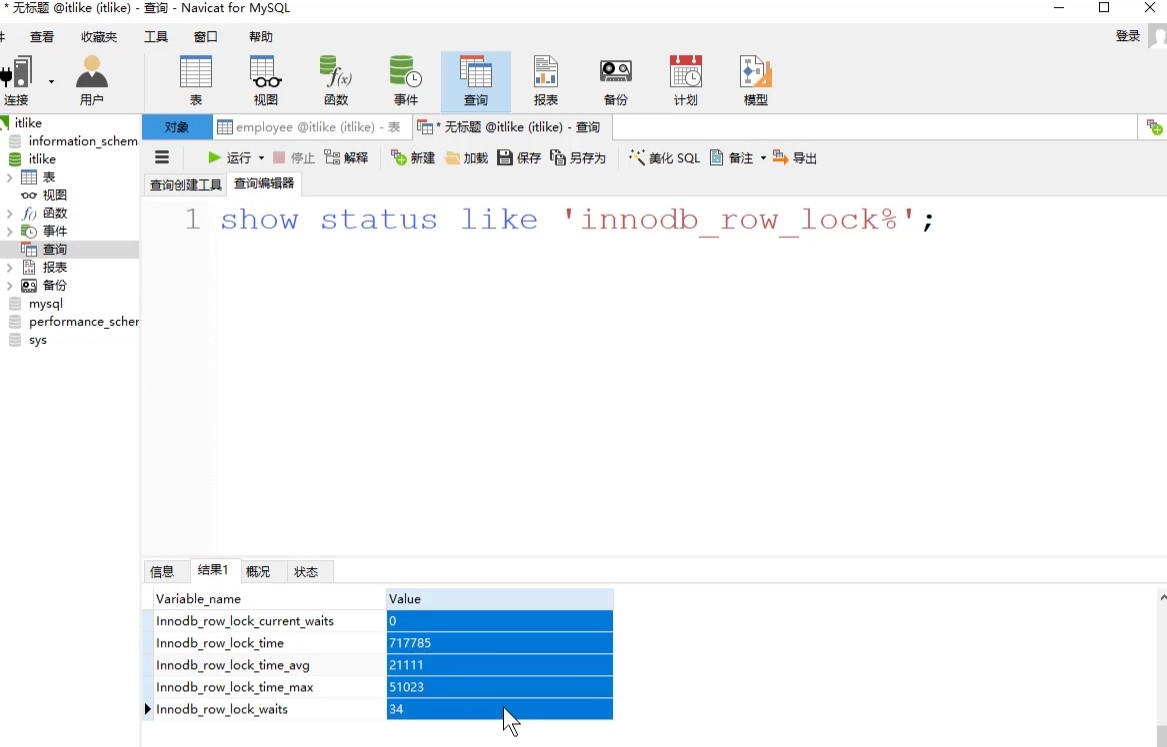 * 无标题 @itlike (itlike) - 查询 - Navicat for MySQL
查看 收藏夹 工具 窗口 帮助 登录
连接 用户 表 视图 函数 事件 查询 报表 备份 计划 模型
itlike
information_schem
itlike
表
视图
函数
事件
查询
报表
备份
mysql
performance_scher
sys
对象 employee @itlike (itlike) - 表 * 无标题 @itlike (itlike) - 查询
运行 停止 解释 新建 加载 保存 另存为 美化 SQL 备注 导出
查询创建工具 查询编辑器
1 show status like 'innodb_row_lock%';
信息 结果1 概况 状态
Variable_name Value
Innodb_row_lock_current_waits 0
Innodb_row_lock_time 717785
Innodb_row_lock_time_avg 21111
Innodb_row_lock_time_max 51023
Innodb_row_lock_waits 34